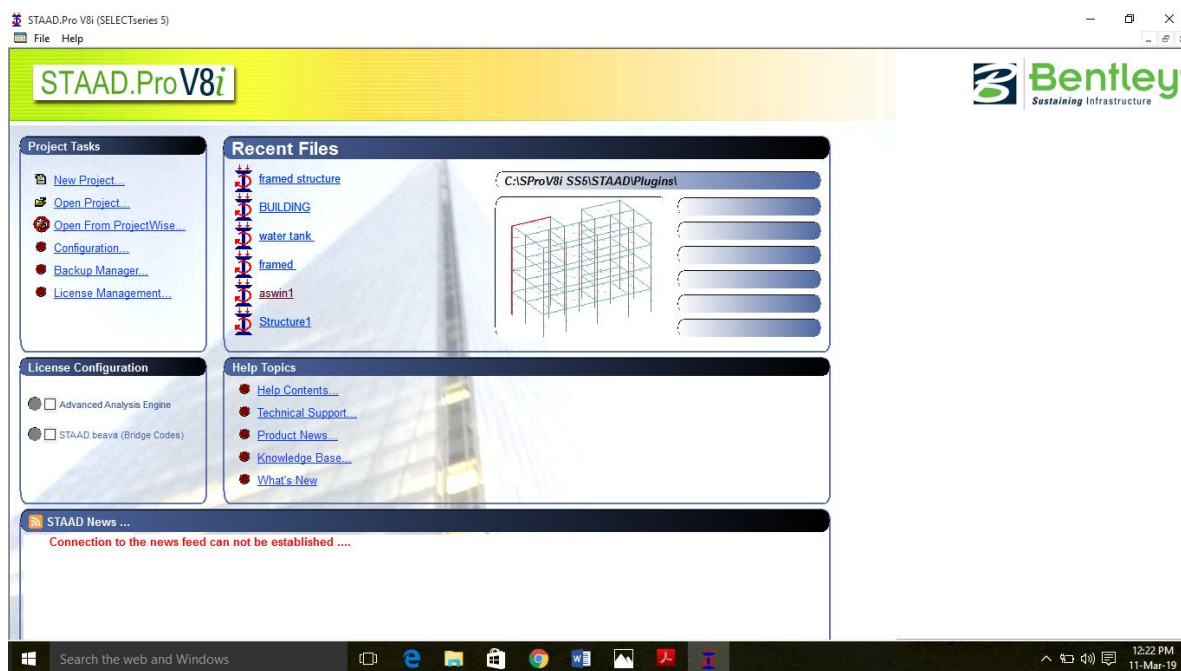 STAAD.Pro V8i (SELECTseries 5)
File Help
STAAD.Pro V8i
Bentley
Sustaining Infrastructure
Project Tasks
New Project...
Open Project...
Open From ProjectWise...
Configuration...
Backup Manager...
License Management...
Recent Files
framed structure
BUILDING
water tank
framed
aswin1
Structure1
C:\SProV8i SS5\STAAD\Plugins\
License Configuration
Advanced Analysis Engine
STAAD.beava (Bridge Codes)
Help Topics
Help Contents...
Technical Support...
Product News...
Knowledge Base...
What's New
STAAD News ...
Connection to the news feed can not be established ....
Search the web and Windows
12:22 PM
11-Mar-19